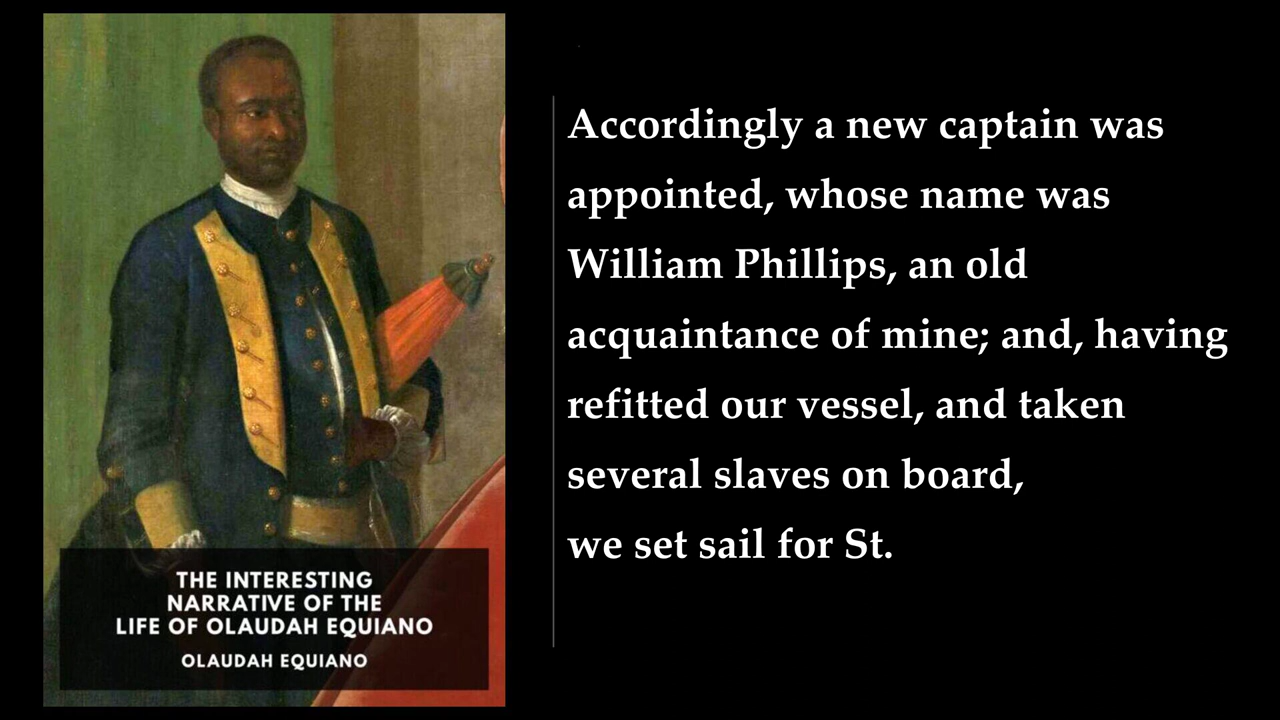 THE INTERESTING
NARRATIVE OF THE
LIFE OF OLAUDAH EQUIANO
OLAUDAH EQUIANO
Accordingly a new captain was
appointed, whose name was
William Phillips, an old
acquaintance of mine; and, having
refitted our vessel, and taken
several slaves on board,
we set sail for St.